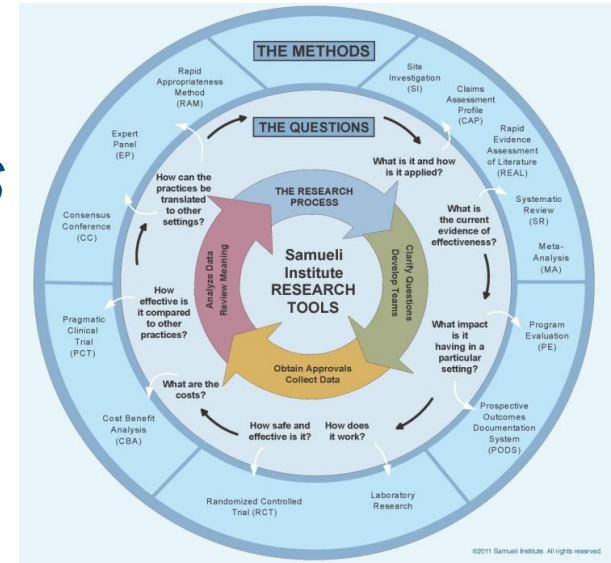 THE METHODS
Site
Investigation
(SI)
Claims
Assessment
Profile
(CAP)
Rapid
Evidence
Assessment
of Literature
(REAL)
Systematic
Review
(SR)
Meta-
Analysis
(MA)
Program
Evaluation
(PE)
Prospective
Outcomes
Documentation
System
(PODS)
Laboratory
Research
Randomized Controlled
Trial (RCT)
Cost Benefit
Analysis
(CBA)
Pragmatic
Clinical
Trial
(PCT)
Consensus
Conference
(CC)
Expert
Panel
(EP)
Rapid
Appropriateness
Method
(RAM)
THE QUESTIONS
What is it and how
is it applied?
What is
the current
evidence of
effectiveness?
What impact
is it
having in a
particular
setting?
How does
it work?
How safe and
effective is it?
What are the
costs?
How
effective is
it compared
to other
practices?
How can the
practices be
translated
to other
settings?
THE RESEARCH
PROCESS
Clarify Questions
Develop Teams
Obtain Approvals
Collect Data
Analyze Data
Review Meaning
Samueli
Institute
RESEARCH
TOOLS
©2011 Samueli Institute. All rights reserved.
S